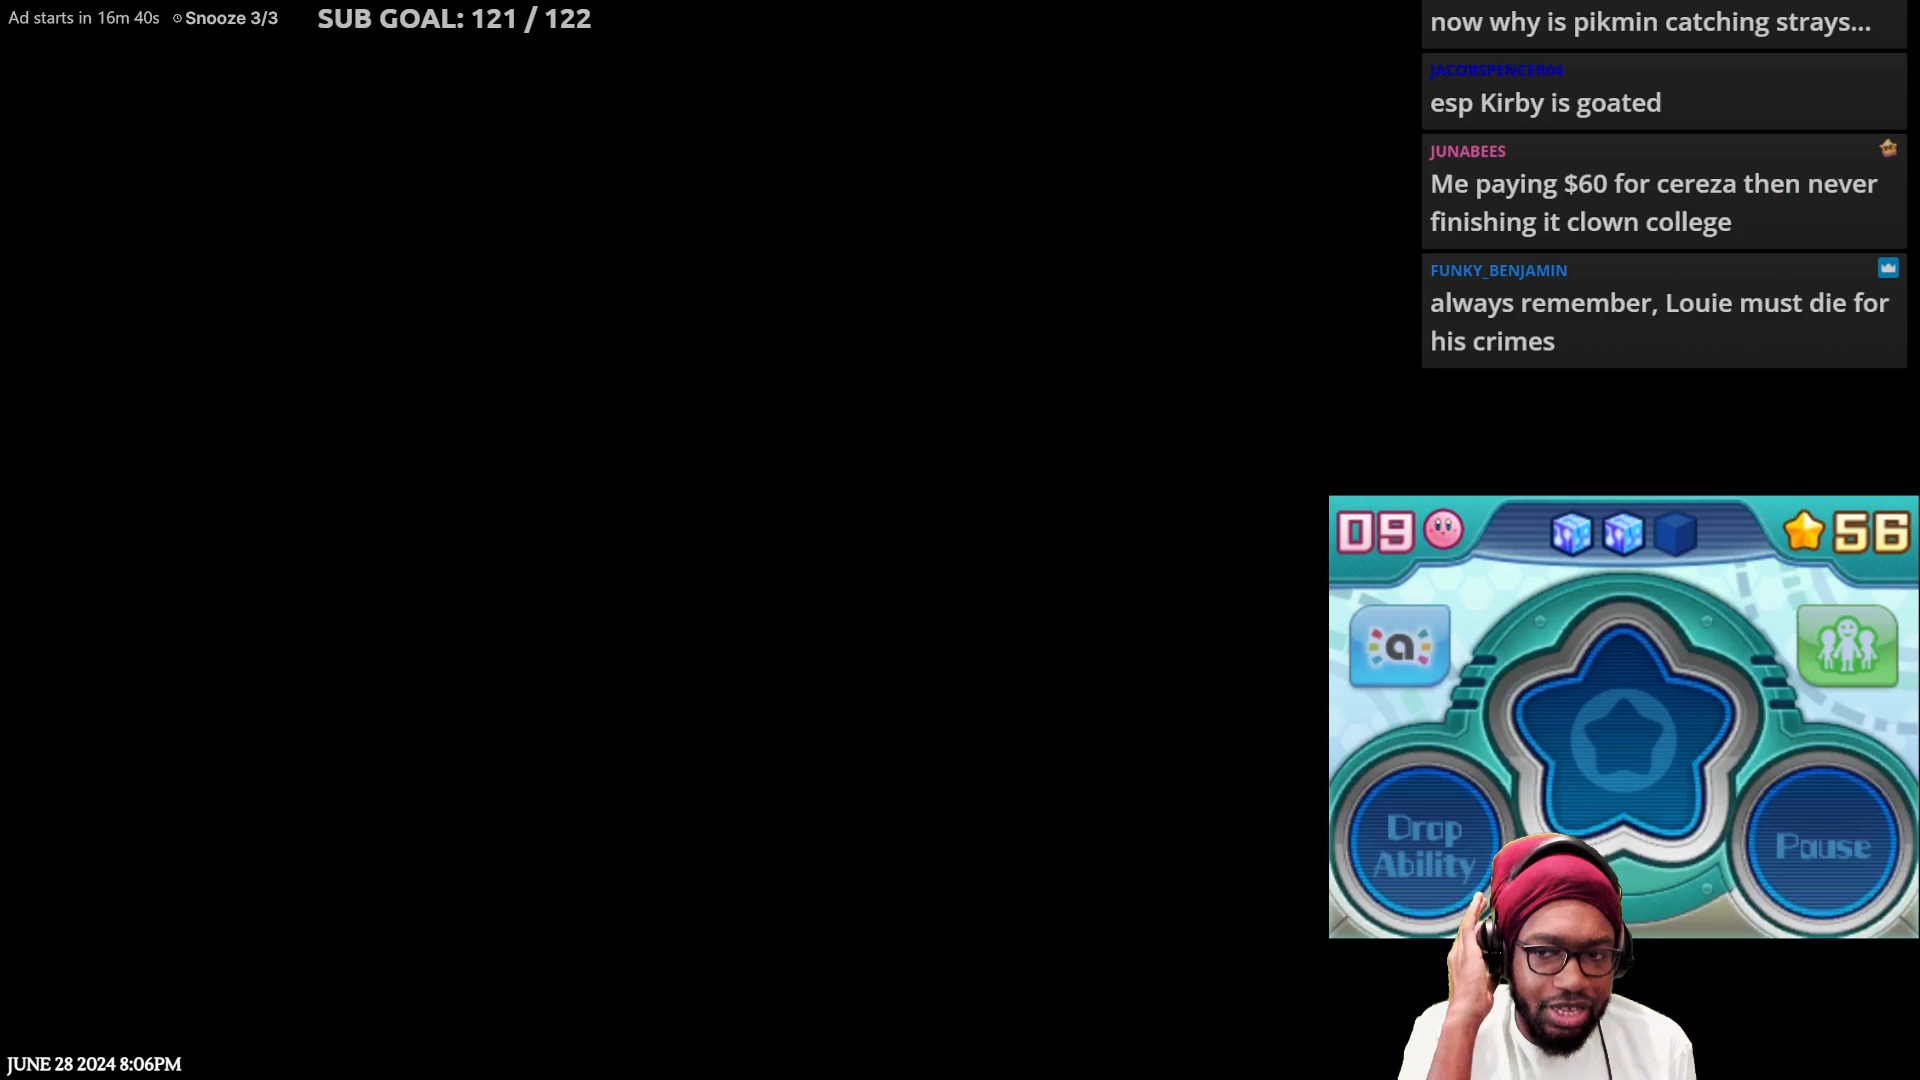 Ad starts in 16m 40s Snooze 3/3 SUB GOAL: 121 / 122
now why is pikmin catching strays...
JACOBSPENCER04
esp Kirby is goated
JUNABEES
Me paying $60 for cereza then never
finishing it clown college
FUNKY_BENJAMIN
always remember, Louie must die for
his crimes
09 56
a
Drop
Ability
Pause
JUNE 28 2024 8:06PM